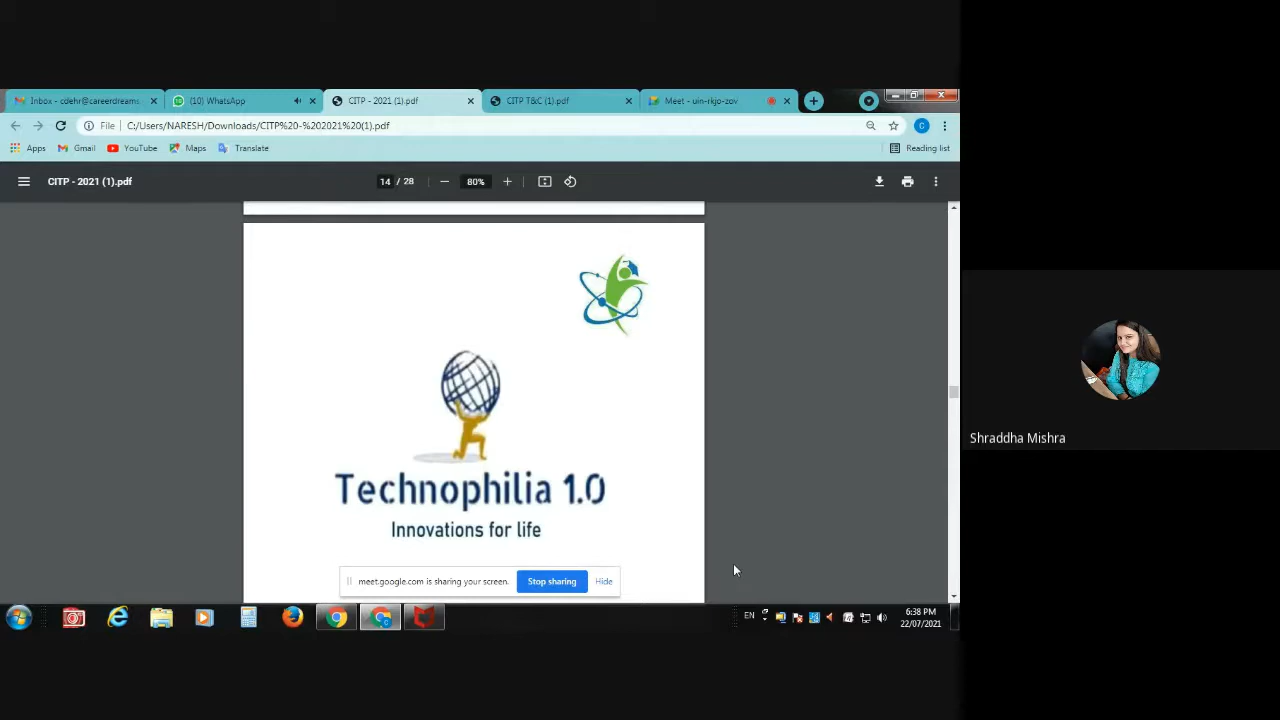 Inbox - cdehr@careerdreams
(10) WhatsApp
CITP - 2021 (1).pdf
CITP T&C (1).pdf
Meet - uin-rkjo-zov
File
C:/Users/NARESH/Downloads/CITP%20-%202021%20(1).pdf
C
Apps
Gmail
YouTube
Maps
Translate
Reading list
CITP - 2021 (1).pdf
14 / 28
80%
Technophilia 1.0
Innovations for life
meet.google.com is sharing your screen.
Stop sharing
Hide
Shraddha Mishra
EN
6:38 PM
22/07/2021